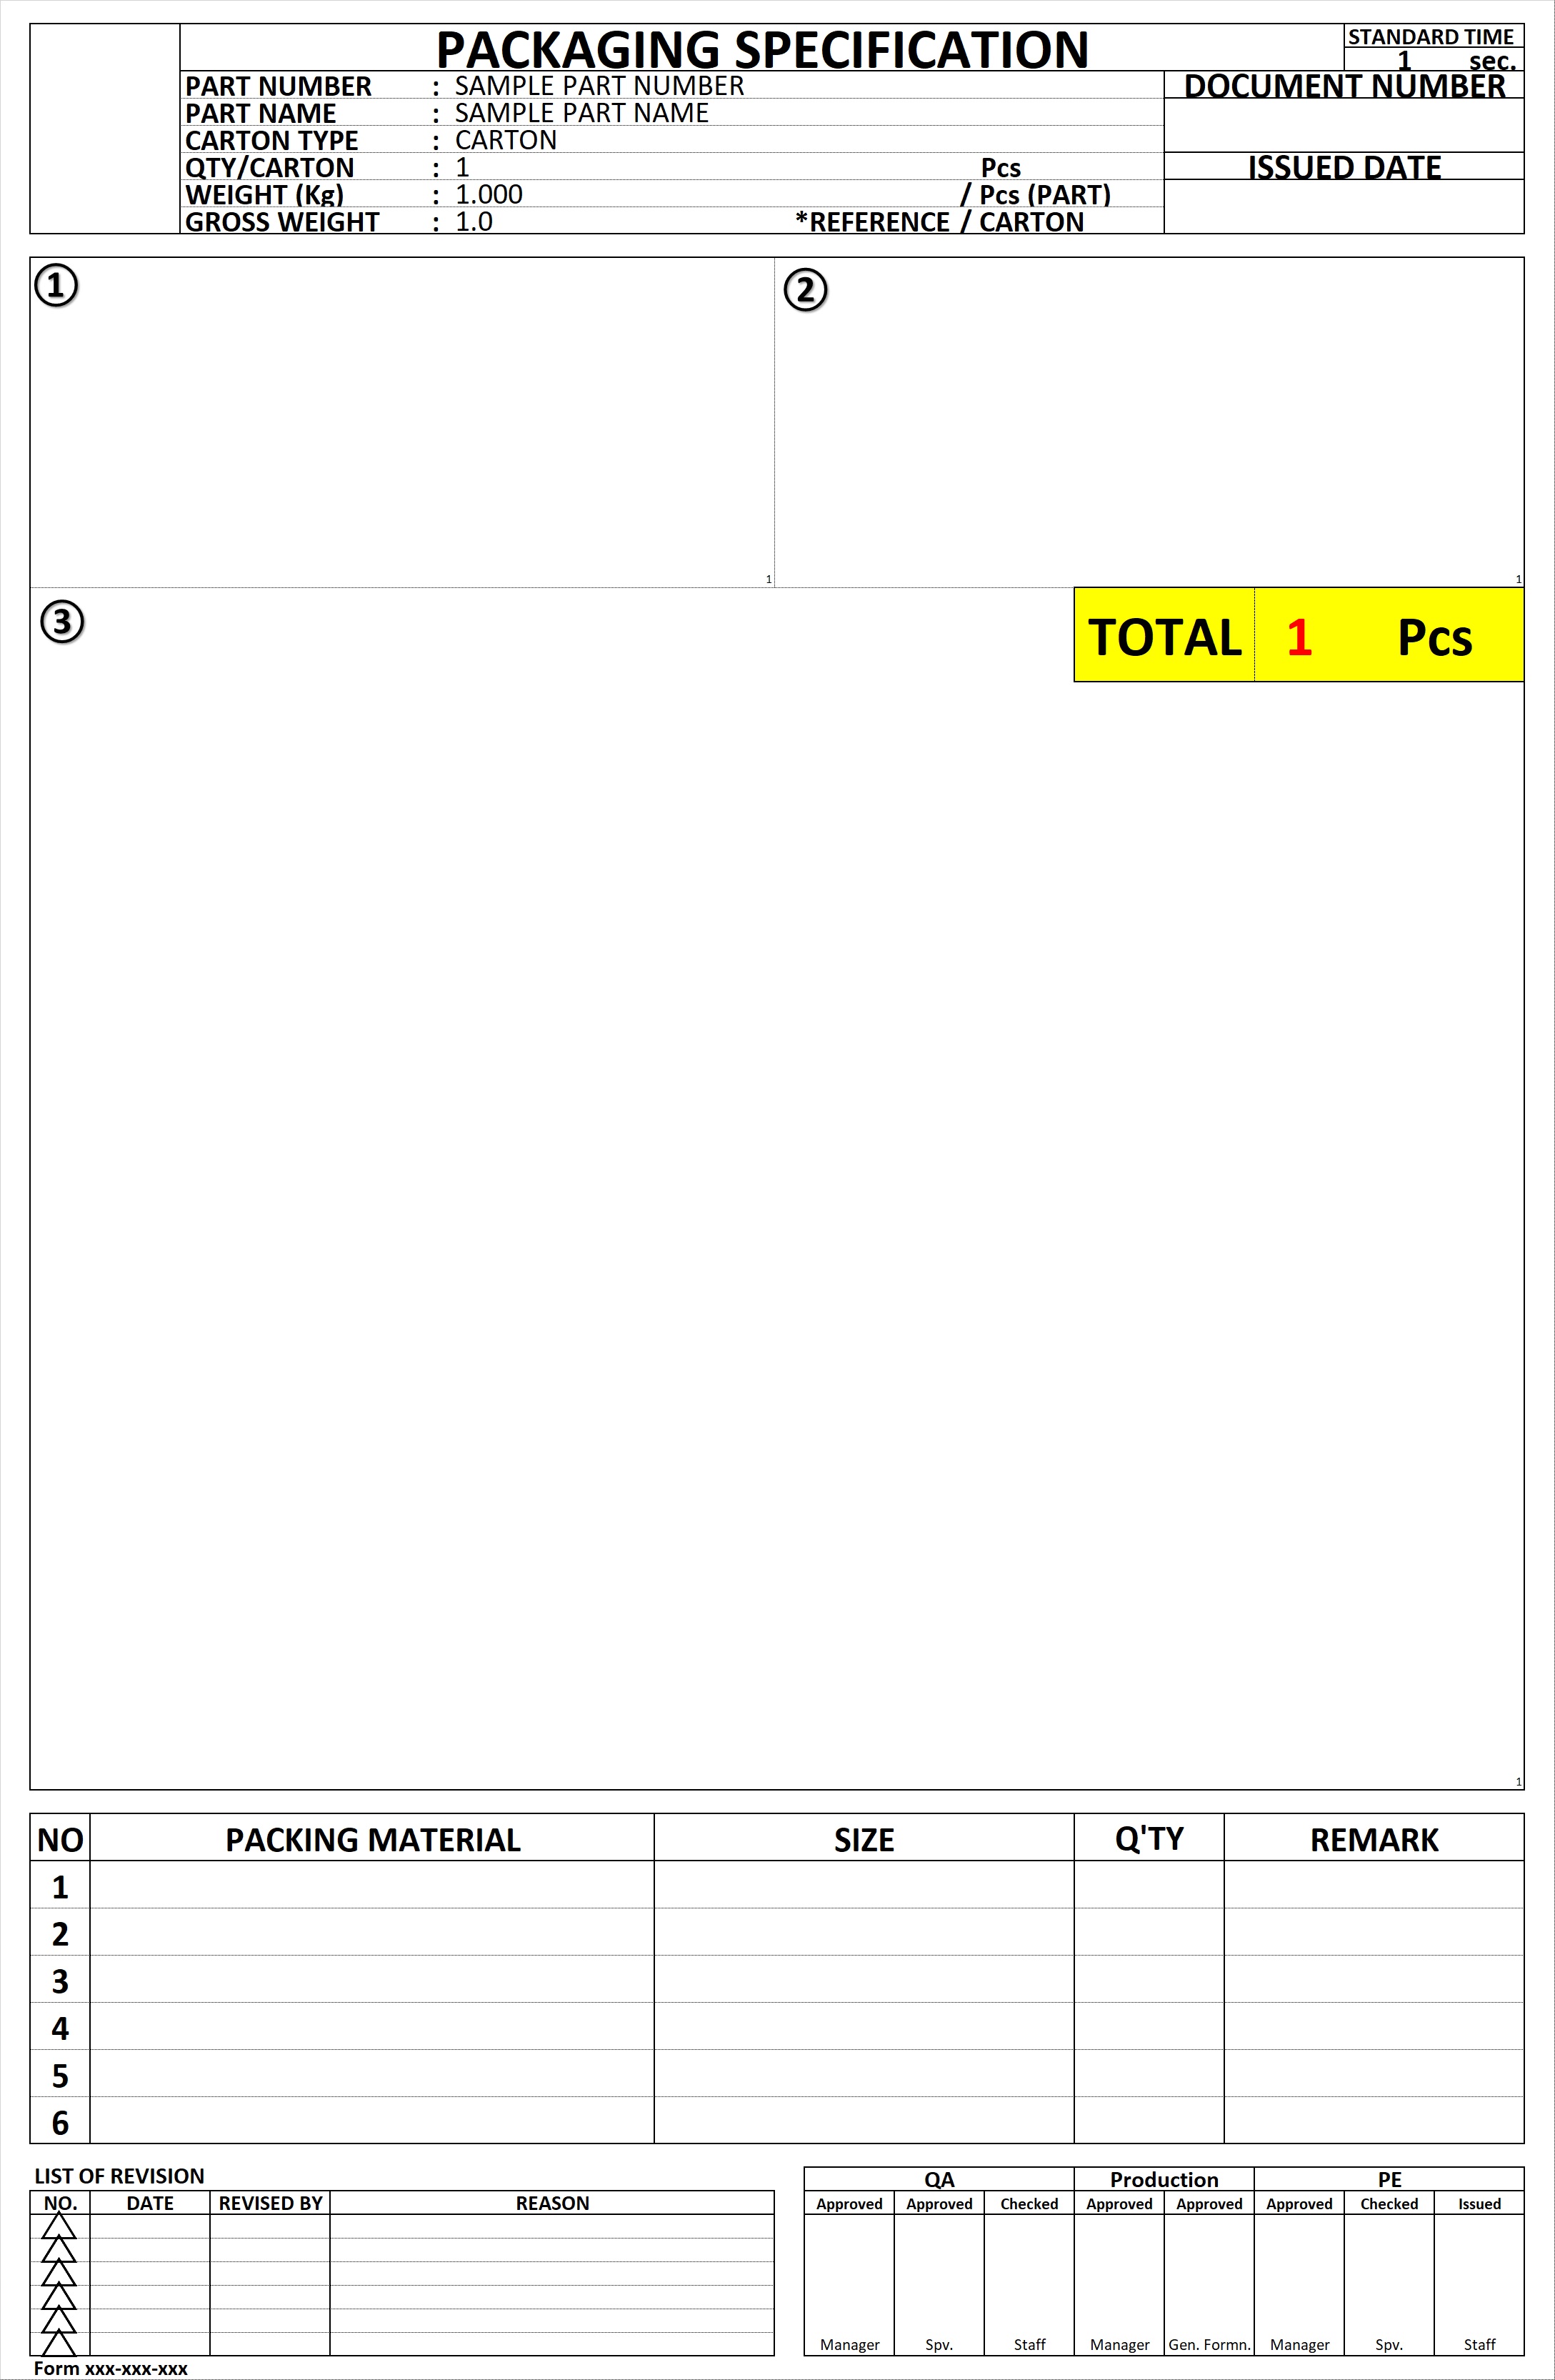 PACKAGING SPECIFICATION
STANDARD TIME
1 sec.
PART NUMBER : SAMPLE PART NUMBER
DOCUMENT NUMBER
PART NAME : SAMPLE PART NAME
CARTON TYPE : CARTON
QTY/CARTON : 1 Pcs
ISSUED DATE
WEIGHT (Kg) : 1.000 / Pcs (PART)
GROSS WEIGHT : 1.0 *REFERENCE / CARTON
①
②
1
1
③
TOTAL 1 Pcs
1
NO PACKING MATERIAL SIZE Q'TY REMARK
1
2
3
4
5
6
LIST OF REVISION
NO. DATE REVISED BY REASON
QA Production PE
Approved Approved Checked Approved Approved Approved Checked Issued
Manager Spv. Staff Manager Gen. Formn. Manager Spv. Staff
Form xxx-xxx-xxx